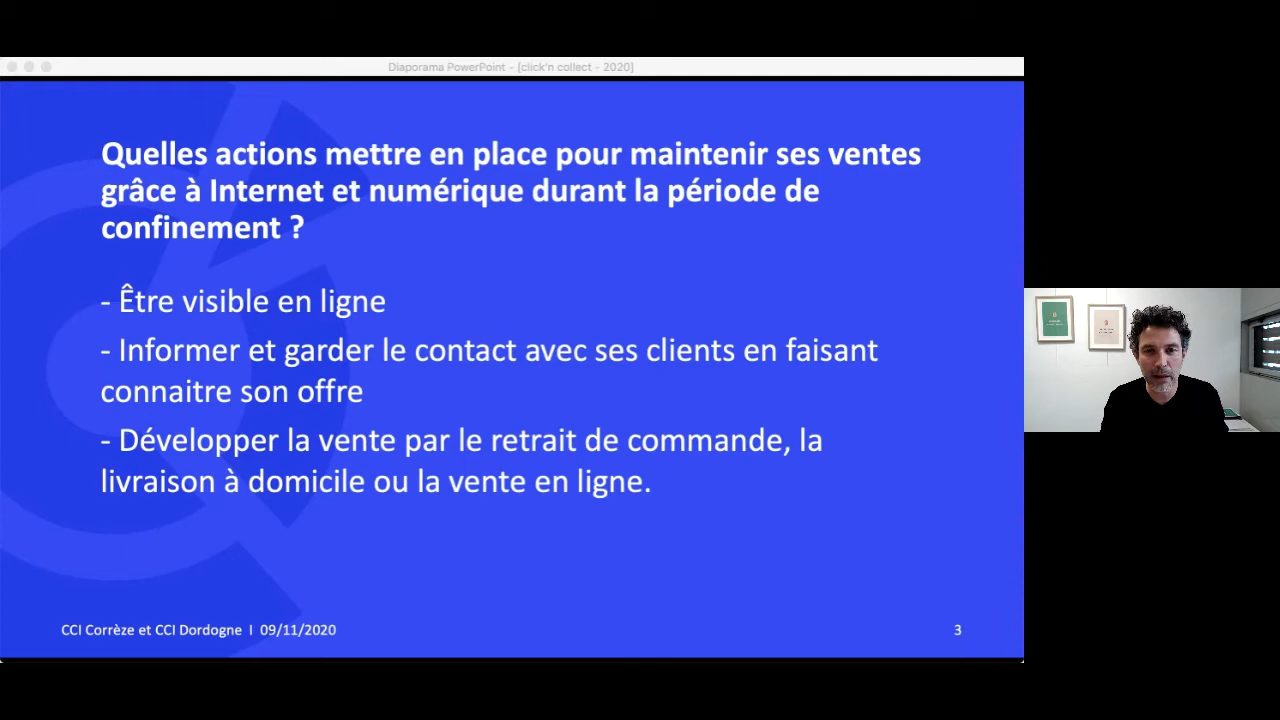 Diaporama PowerPoint - [click'n collect - 2020]
Quelles actions mettre en place pour maintenir ses ventes
grâce à Internet et numérique durant la période de
confinement ?
- Être visible en ligne
- Informer et garder le contact avec ses clients en faisant
connaitre son offre
- Développer la vente par le retrait de commande, la
livraison à domicile ou la vente en ligne.
CCI Corrèze et CCI Dordogne I 09/11/2020
3